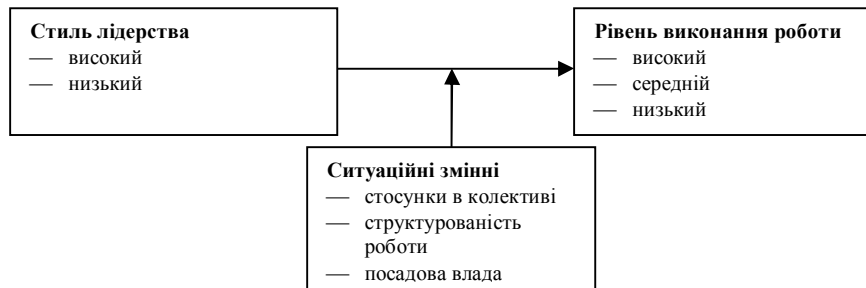 Стиль лідерства
— високий
— низький
Рівень виконання роботи
— високий
— середній
— низький
Ситуаційні змінні
— стосунки в колективі
— структурованість
роботи
— посадова влада